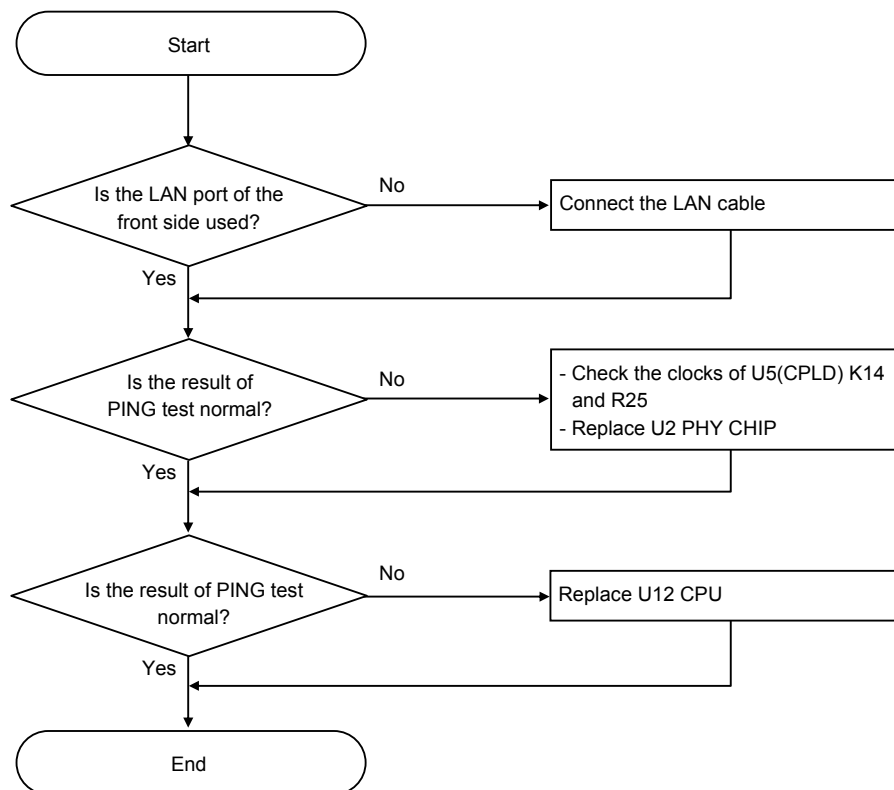 Start
Is the LAN port of the
front side used?
No
Connect the LAN cable
Yes
Is the result of
PING test normal?
No
- Check the clocks of U5(CPLD) K14
and R25
- Replace U2 PHY CHIP
Yes
Is the result of PING test
normal?
No
Replace U12 CPU
Yes
End